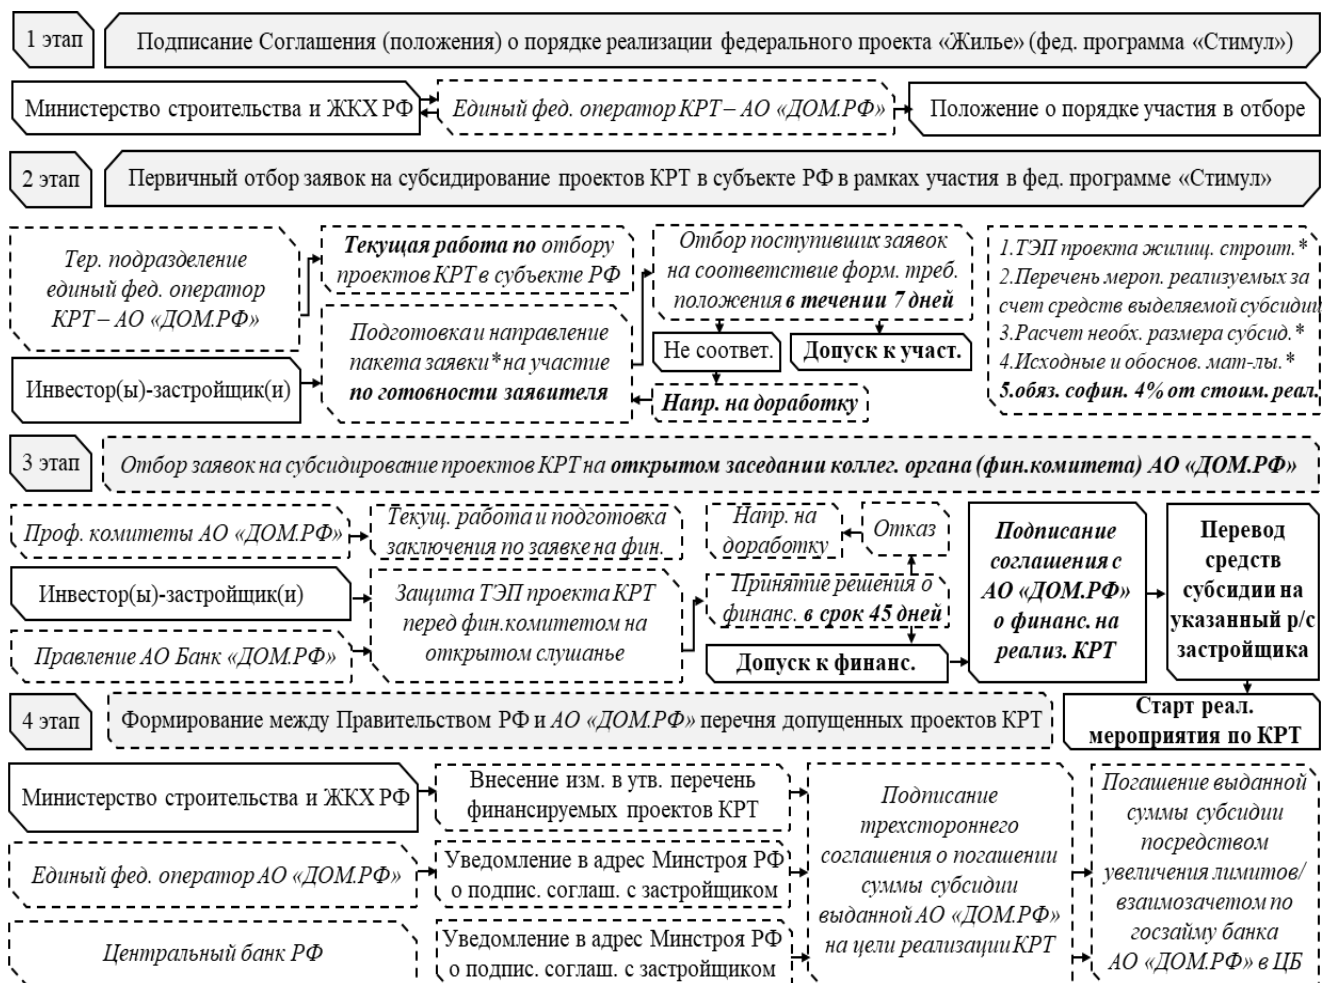 1 этап
Подписание Соглашения (положения) о порядке реализации федерального проекта «Жилье» (фед. программа «Стимул»)
Министерство строительства и ЖКХ РФ
Единый фед. оператор КРТ – АО «ДОМ.РФ»
Положение о порядке участия в отборе
2 этап
Первичный отбор заявок на субсидирование проектов КРТ в субъекте РФ в рамках участия в фед. программе «Стимул»
Тер. подразделение
единый фед. оператор
КРТ – АО «ДОМ.РФ»
Инвестор(ы)-застройщик(и)
Текущая работа по отбору
проектов КРТ в субъекте РФ
Подготовка и направление
пакета заявки* на участие
по готовности заявителя
Отбор поступивших заявок
на соответствие форм. треб.
положения в течении 7 дней
Не соответ.
Допуск к участ.
Напр. на доработку
1.ТЭП проекта жилищ. строит.*
2.Перечень мероп. реализуемых за
счет средств выделяемой субсидии
3.Расчет необх. размера субсид.*
4.Исходные и обоснов. мат-лы.*
5.обяз. софин. 4% от стоим. реал.
3 этап
Отбор заявок на субсидирование проектов КРТ на открытом заседании коллег. органа (фин.комитета) АО «ДОМ.РФ»
Проф. комитеты АО «ДОМ.РФ»
Инвестор(ы)-застройщик(и)
Правление АО Банк «ДОМ.РФ»
Текущ. работа и подготовка
заключения по заявке на фин.
Защита ТЭП проекта КРТ
перед фин.комитетом на
открытом слушанье
Напр. на
доработку
Отказ
Принятие решения о
финанс. в срок 45 дней
Допуск к финанс.
Подписание
соглашения с
АО «ДОМ.РФ»
о финанс. на
реализ. КРТ
Перевод
средств
субсидии на
указанный р/с
застройщика
4 этап
Формирование между Правительством РФ и АО «ДОМ.РФ» перечня допущенных проектов КРТ
Старт реал.
мероприятия по КРТ
Министерство строительства и ЖКХ РФ
Единый фед. оператор АО «ДОМ.РФ»
Центральный банк РФ
Внесение изм. в утв. перечень
финансируемых проектов КРТ
Уведомление в адрес Минстроя РФ
о подпис. соглаш. с застройщиком
Уведомление в адрес Минстроя РФ
о подпис. соглаш. с застройщиком
Подписание
трехстороннего
соглашения о погашении
суммы субсидии
выданной АО «ДОМ.РФ»
на цели реализации КРТ
Погашение выданной
суммы субсидии
посредством
увеличения лимитов/
взаимозачетом по
госзайму банка
АО «ДОМ.РФ» в ЦБ